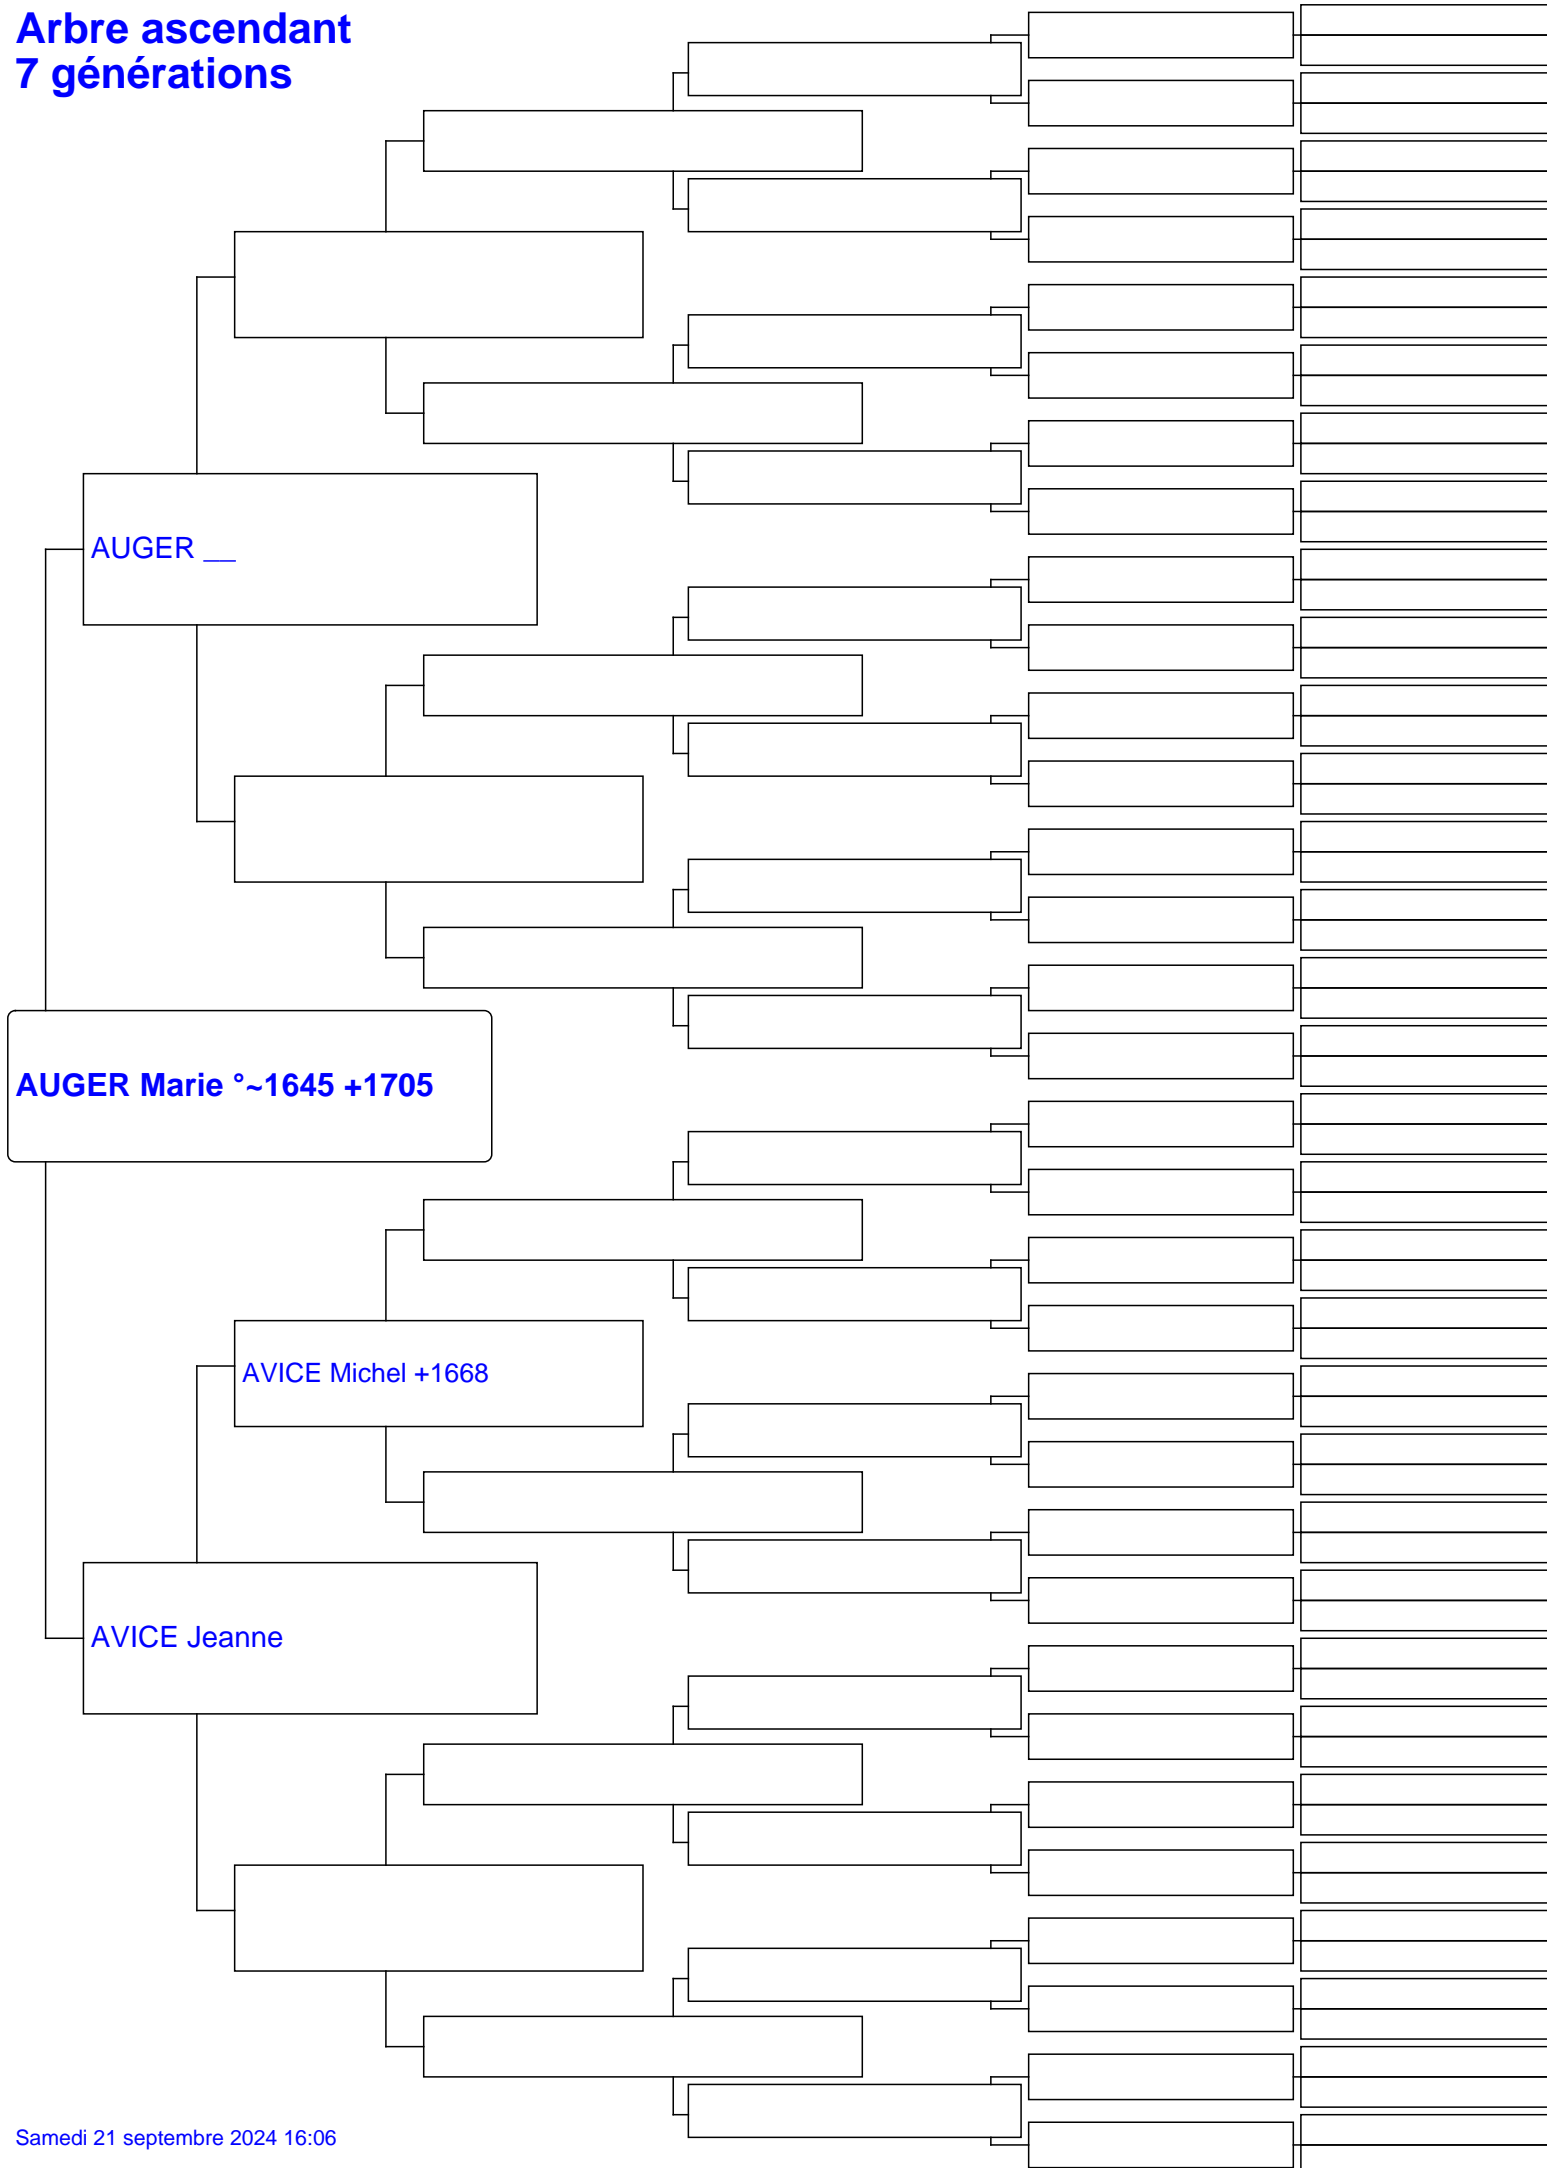 Arbre ascendant
7 générations
AUGER __
AUGER Marie °~1645 +1705
AVICE Michel +1668
AVICE Jeanne
Samedi 21 septembre 2024 16:06